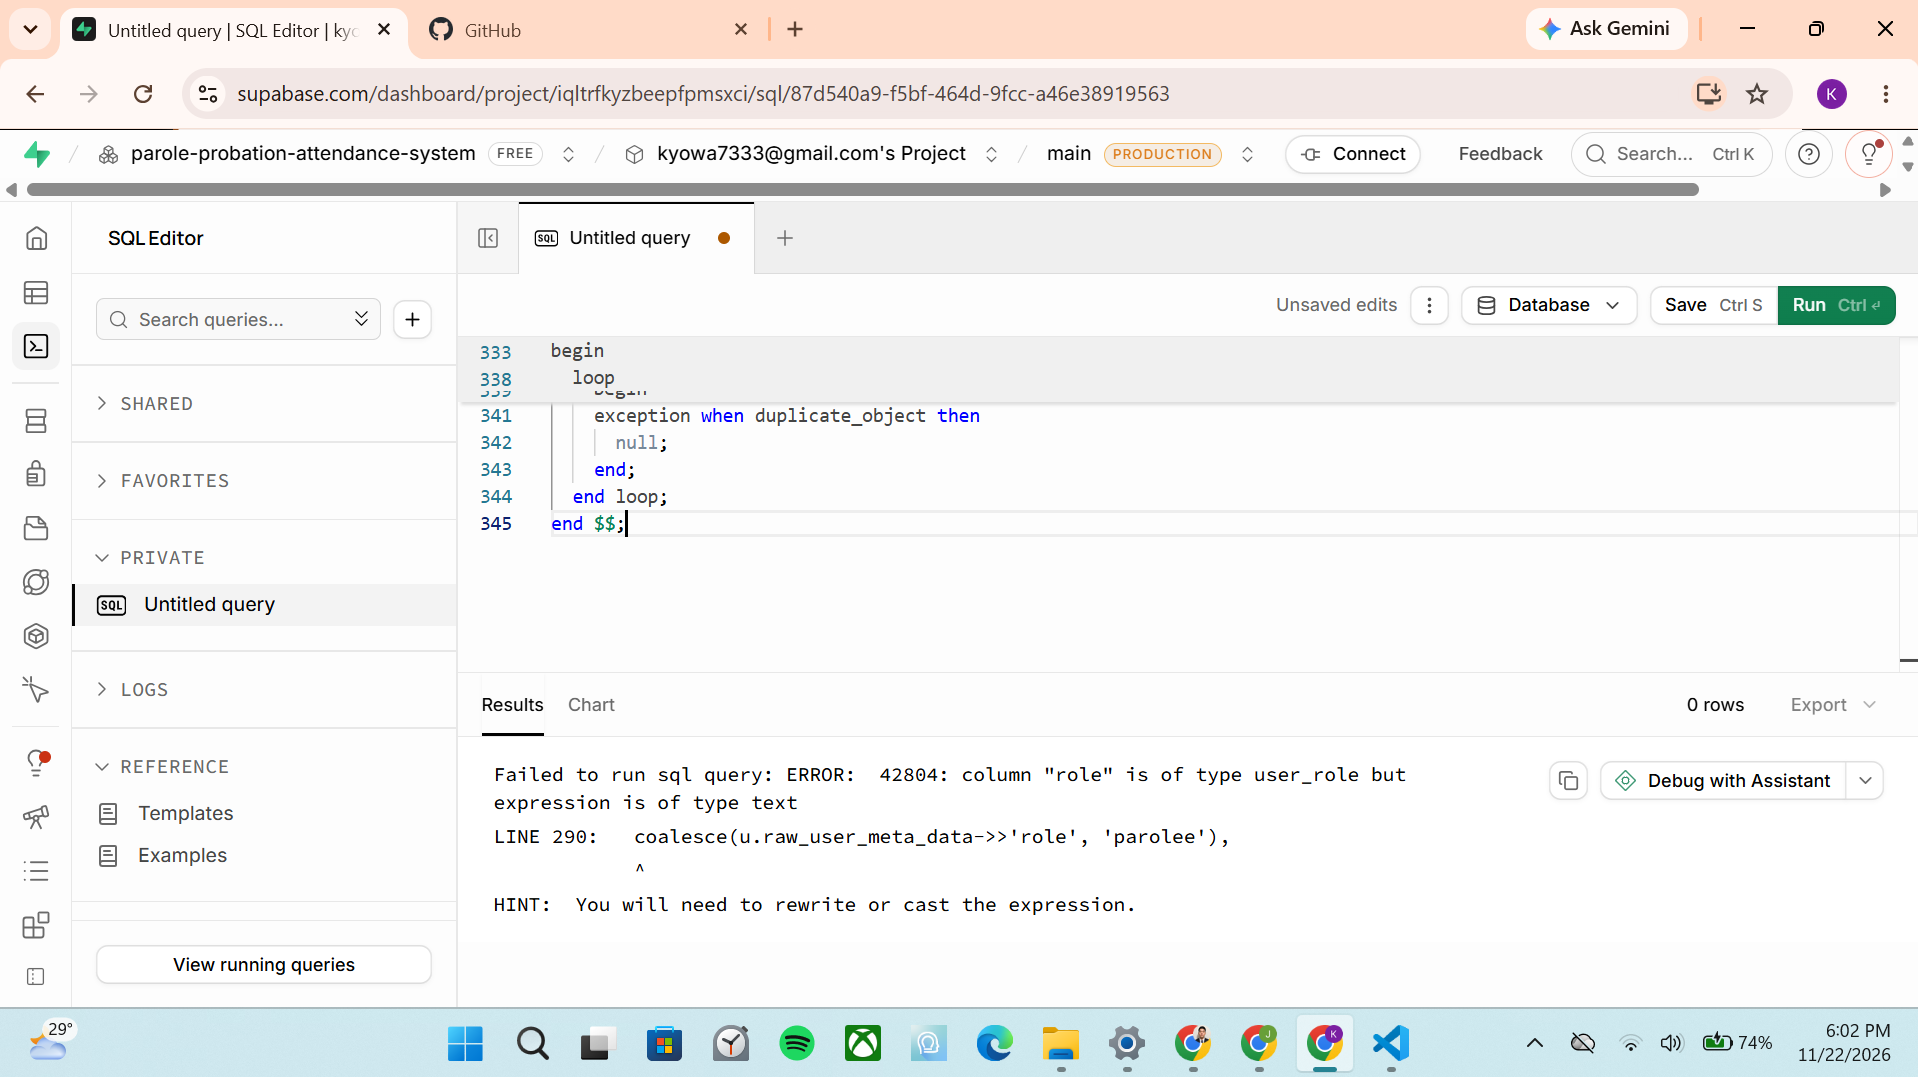 Untitled query | SQL Editor | kyo
GitHub
Ask Gemini
supabase.com/dashboard/project/iqltrfkyzbeepfpmsxci/sql/87d540a9-f5bf-464d-9fcc-a46e38919563
K
parole-probation-attendance-system FREE
kyowa7333@gmail.com's Project
main PRODUCTION
Connect
Feedback
Search... Ctrl K
SQL Editor
SQL Untitled query
Search queries...
Unsaved edits
Database
Save Ctrl S
Run Ctrl ↵
SHARED
FAVORITES
PRIVATE
SQL Untitled query
LOGS
REFERENCE
Templates
Examples
View running queries
333 begin
338 loop
339 begin
341 exception when duplicate_object then
342 null;
343 end;
344 end loop;
345 end $$;
Results
Chart
0 rows
Export
Failed to run sql query: ERROR:  42804: column "role" is of type user_role but
expression is of type text
LINE 290:   coalesce(u.raw_user_meta_data->>'role', 'parolee'),
^
HINT:  You will need to rewrite or cast the expression.
Debug with Assistant
29°
J
K
74%
6:02 PM
11/22/2026